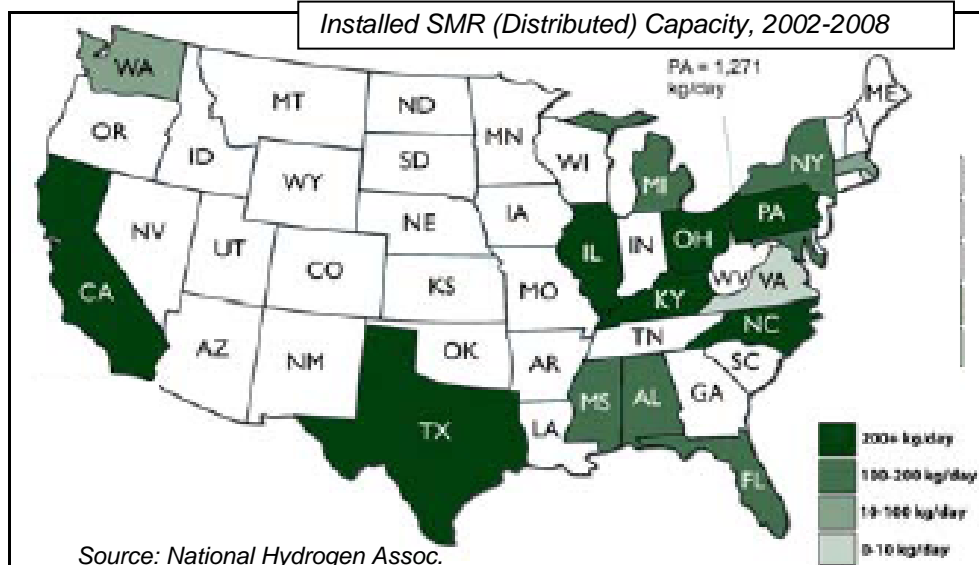 Installed SMR (Distributed) Capacity, 2002-2008
PA = 1,271
kg/day
WA
MT
ND
MN
ME
OR
ID
SD
WI
MI
NY
WY
IA
PA
NE
NV
UT
CO
IL
IN
OH
WV
VA
CA
KS
MO
KY
NC
TN
AZ
NM
OK
AR
SC
MS
AL
GA
TX
LA
FL
200+ kg/day
100-200 kg/day
10-100 kg/day
0-10 kg/day
Source: National Hydrogen Assoc.